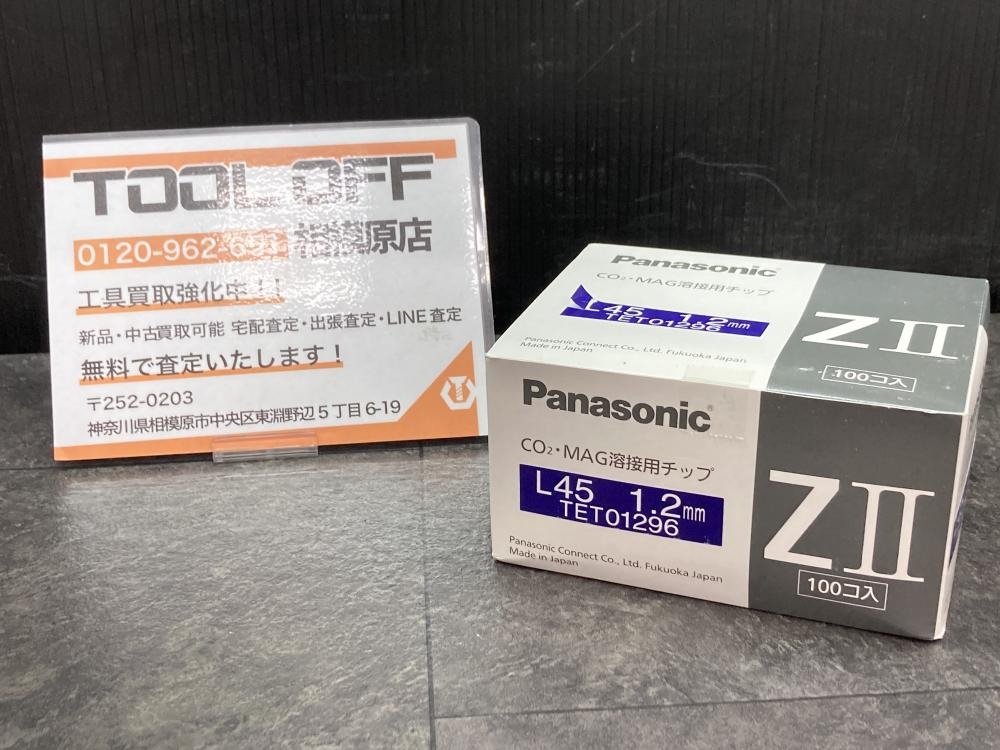 TOOL OFF
0120-962-
相模原店
工具買取強化中!!
新品・中古買取可能 宅配査定・出張査定・LINE査定
無料で査定いたします!
〒252-0203
神奈川県相模原市中央区東淵野辺5丁目6-19
Panasonic
CO₂・MAG溶接用チップ
L45 1.2mm
TET01296
Panasonic Connect Co., Ltd. Fukuoka Japan
Made in Japan
ZII
100コ入
Panasonic
CO₂・MAG溶接用チップ
L45 1.2mm
TET01296
Panasonic Connect Co., Ltd. Fukuoka Japan
Made in Japan
ZII
100コ入